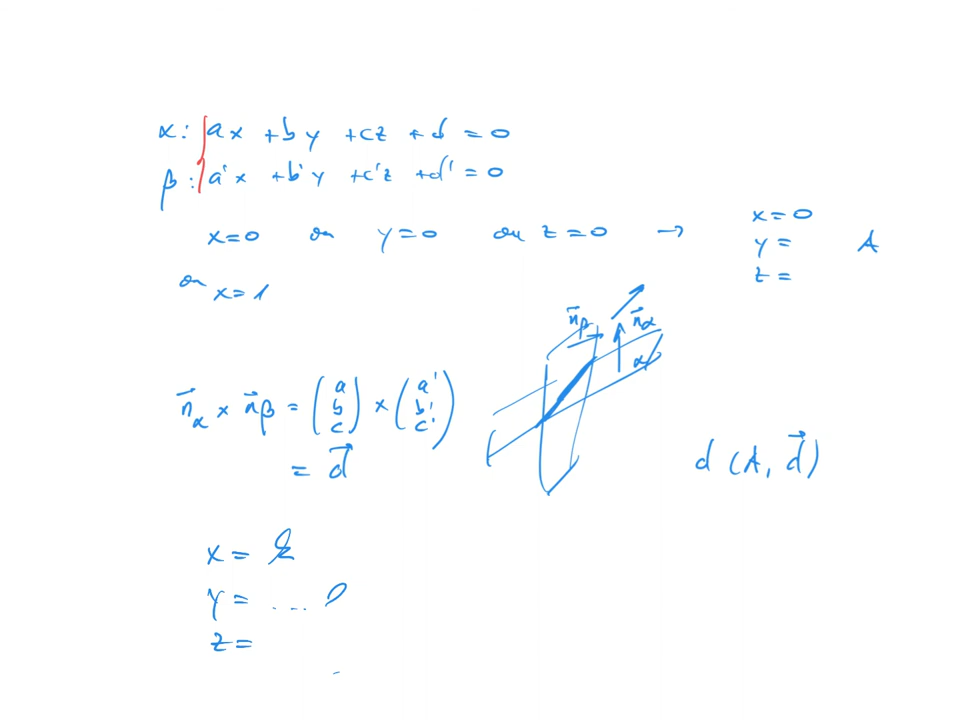 α: ax + by + cz + d = 0
β: a'x + b'y + c'z + d' = 0
x=0 ou y=0 ou z=0 → x=0
y= A
z=
ou x=1
n⃗β n⃗α
α
n⃗α × n⃗β = (a b c) × (a' b' c')
= d⃗
d (A, d⃗)
x =
y = ...
z =